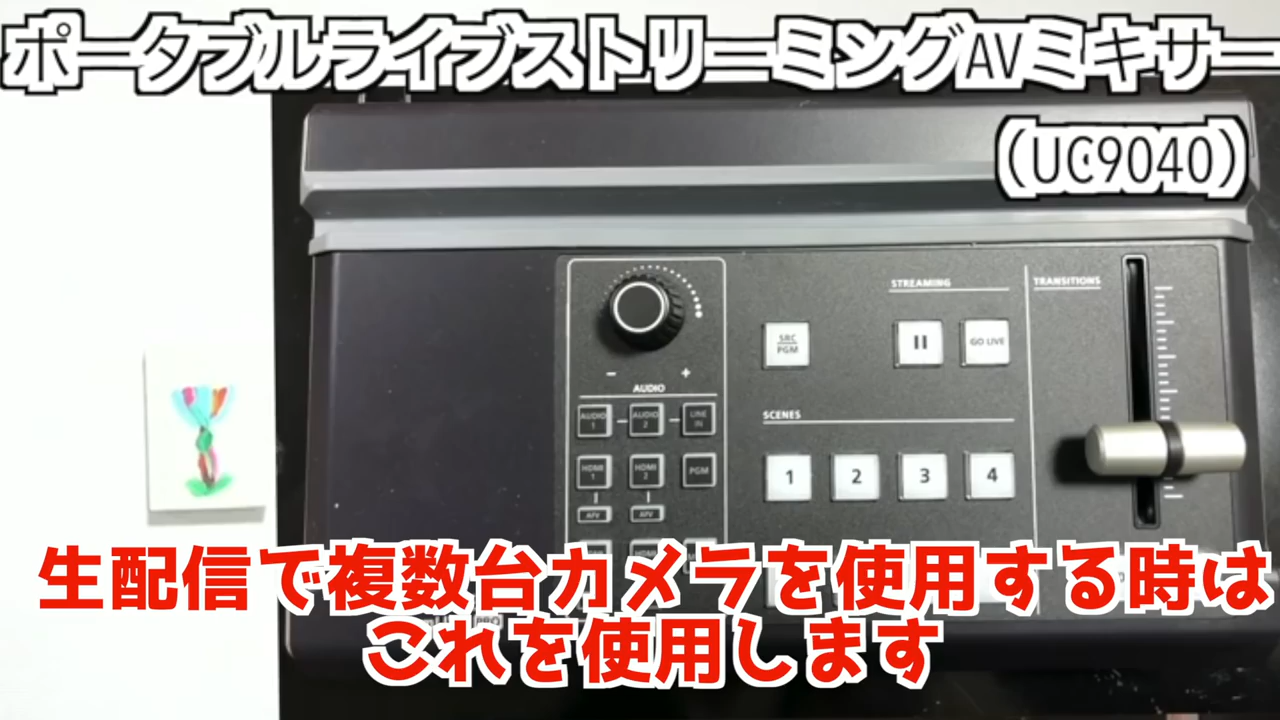 ポータブルライブストリーミングAVミキサー
（UC9040）
STREAMING
TRANSITIONS
SRC
PGM
GO LIVE
− +
AUDIO
AUDIO 1
AUDIO 2
LINE IN
SCENES
HDMI 1
HDMI 2
PGM
1 2 3 4
AFV
AFV
生配信で複数台カメラを使用する時は
これを使用します
PRO